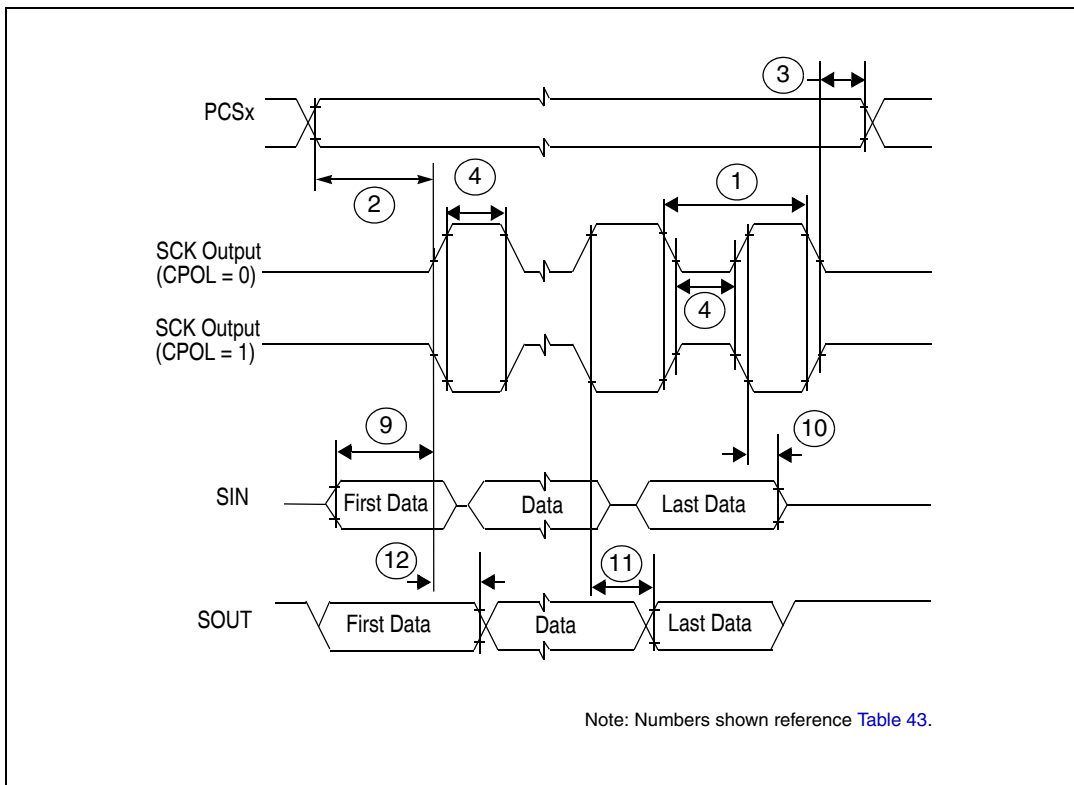 3
PCSx
2
4
1
SCK Output
(CPOL = 0)
4
SCK Output
(CPOL = 1)
9
10
SIN
First Data
Data
Last Data
12
11
SOUT
First Data
Data
Last Data
Note: Numbers shown reference Table 43.